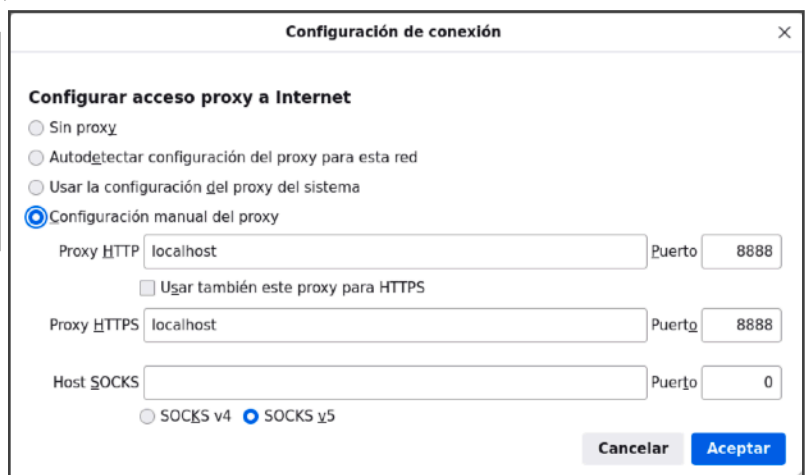 Configuración de conexión
Configurar acceso proxy a Internet
Sin proxy
Autodetectar configuración del proxy para esta red
Usar la configuración del proxy del sistema
Configuración manual del proxy
Proxy HTTP localhost Puerto 8888
Usar también este proxy para HTTPS
Proxy HTTPS localhost Puerto 8888
Host SOCKS Puerto 0
SOCKS v4 SOCKS v5
Cancelar Aceptar